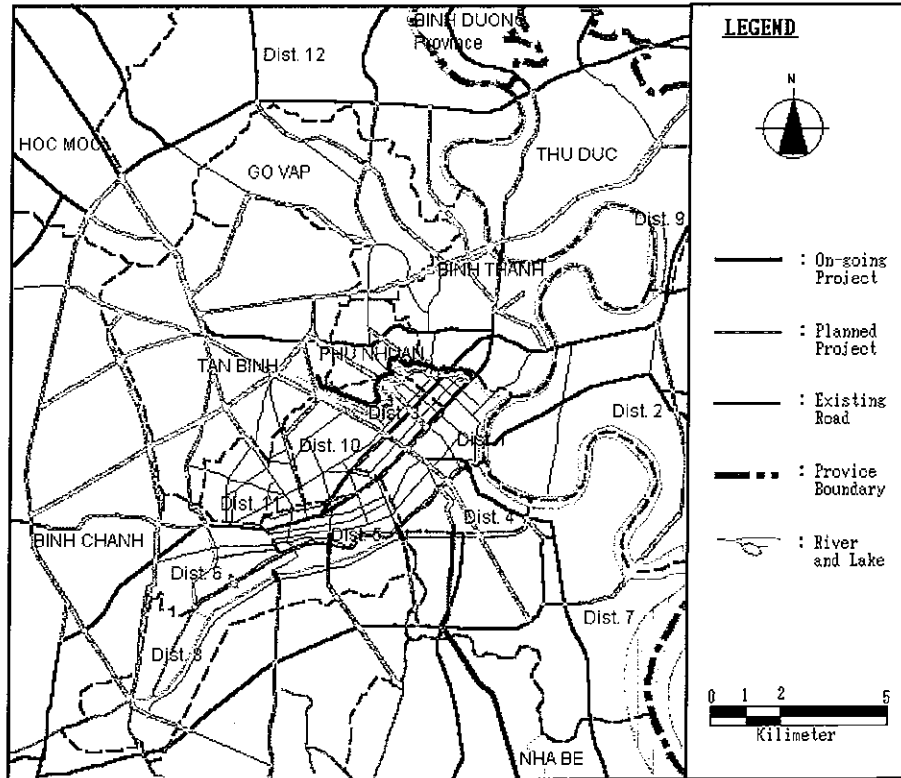 BINH DUONG
Province
Dist. 12
HOC MOC
GO VAP
THU DUC
Dist. 9
BINH THANH
PHU NHUAN
TAN BINH
Dist. 3
Dist. 2
Dist. 1
Dist. 10
Dist. 11
Dist. 4
Dist. 5
BINH CHANH
Dist. 6
Dist. 7
Dist. 8
NHA BE
LEGEND
N
: On-going
Project
: Planned
Project
: Existing
Road
: Provice
Boundary
: River
and Lake
0 1 2 5
Kilimeter